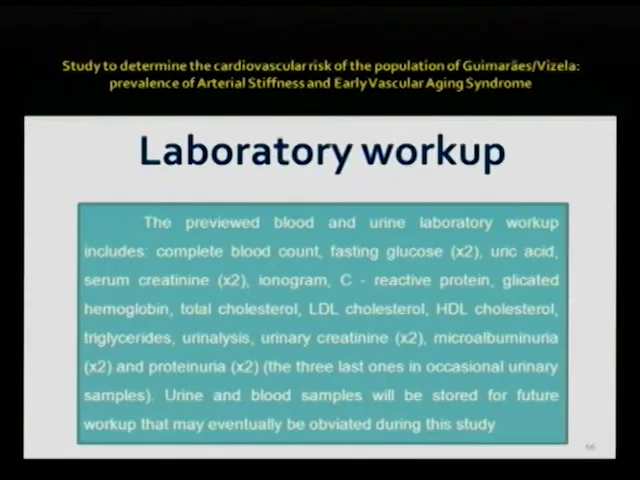 Study to determine the cardiovascular risk of the population of Guimarães/Vizela:
prevalence of Arterial Stiffness and Early Vascular Aging Syndrome
Laboratory workup
The previewed blood and urine laboratory workup
includes: complete blood count, fasting glucose (x2), uric acid,
serum creatinine (x2), ionogram, C - reactive protein, glicated
hemoglobin, total cholesterol, LDL cholesterol, HDL cholesterol,
triglycerides, urinalysis, urinary creatinine (x2), microalbuminuria
(x2) and proteinuria (x2) (the three last ones in occasional urinary
samples). Urine and blood samples will be stored for future
workup that may eventually be obviated during this study
66